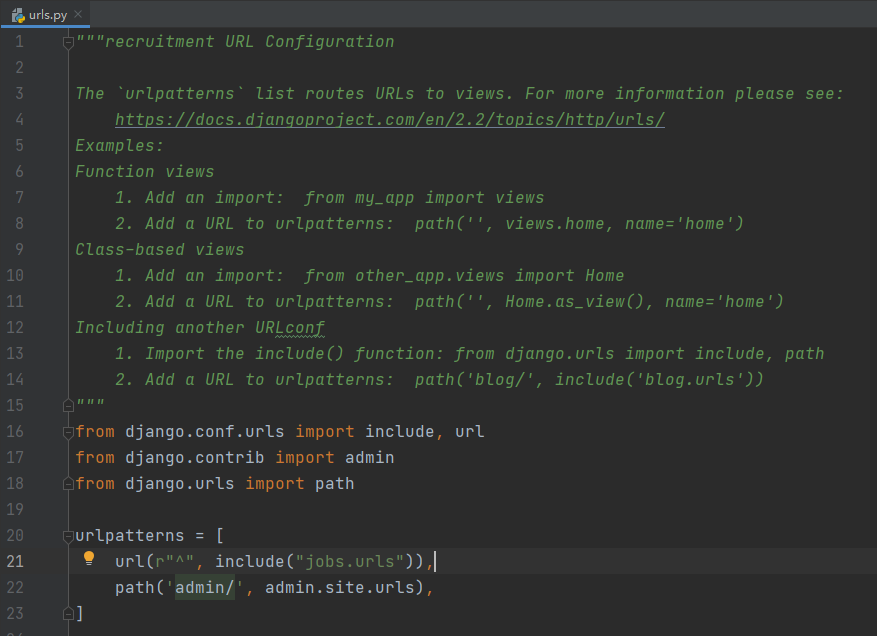 urls.py
1 """recruitment URL Configuration
2
3 The `urlpatterns` list routes URLs to views. For more information please see:
4     https://docs.djangoproject.com/en/2.2/topics/http/urls/
5 Examples:
6 Function views
7     1. Add an import:  from my_app import views
8     2. Add a URL to urlpatterns:  path('', views.home, name='home')
9 Class-based views
10     1. Add an import:  from other_app.views import Home
11     2. Add a URL to urlpatterns:  path('', Home.as_view(), name='home')
12 Including another URLconf
13     1. Import the include() function: from django.urls import include, path
14     2. Add a URL to urlpatterns:  path('blog/', include('blog.urls'))
15 """
16 from django.conf.urls import include, url
17 from django.contrib import admin
18 from django.urls import path
19
20 urlpatterns = [
21     url(r"^", include("jobs.urls")),
22     path('admin/', admin.site.urls),
23 ]